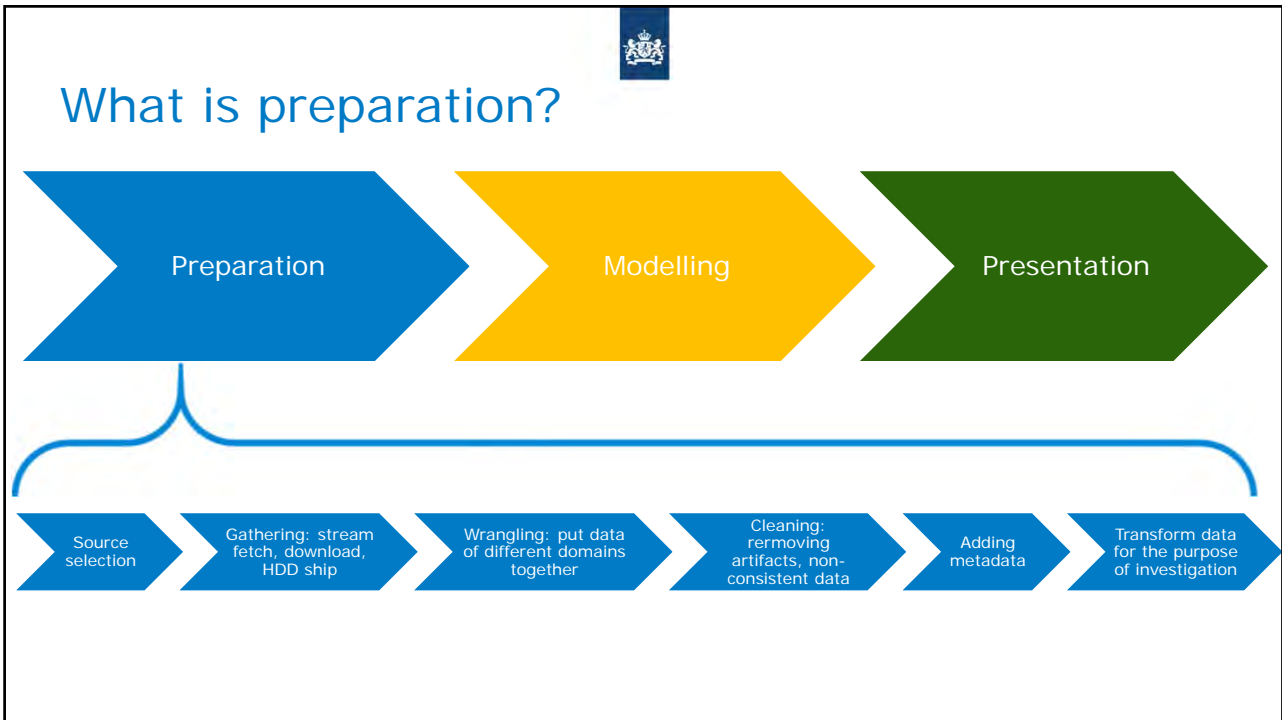 What is preparation?
Preparation
Modelling
Presentation
Source
selection
Gathering: stream
fetch, download,
HDD ship
Wrangling: put data
of different domains
together
Cleaning:
rermoving
artifacts, non-
consistent data
Adding
metadata
Transform data
for the purpose
of investigation